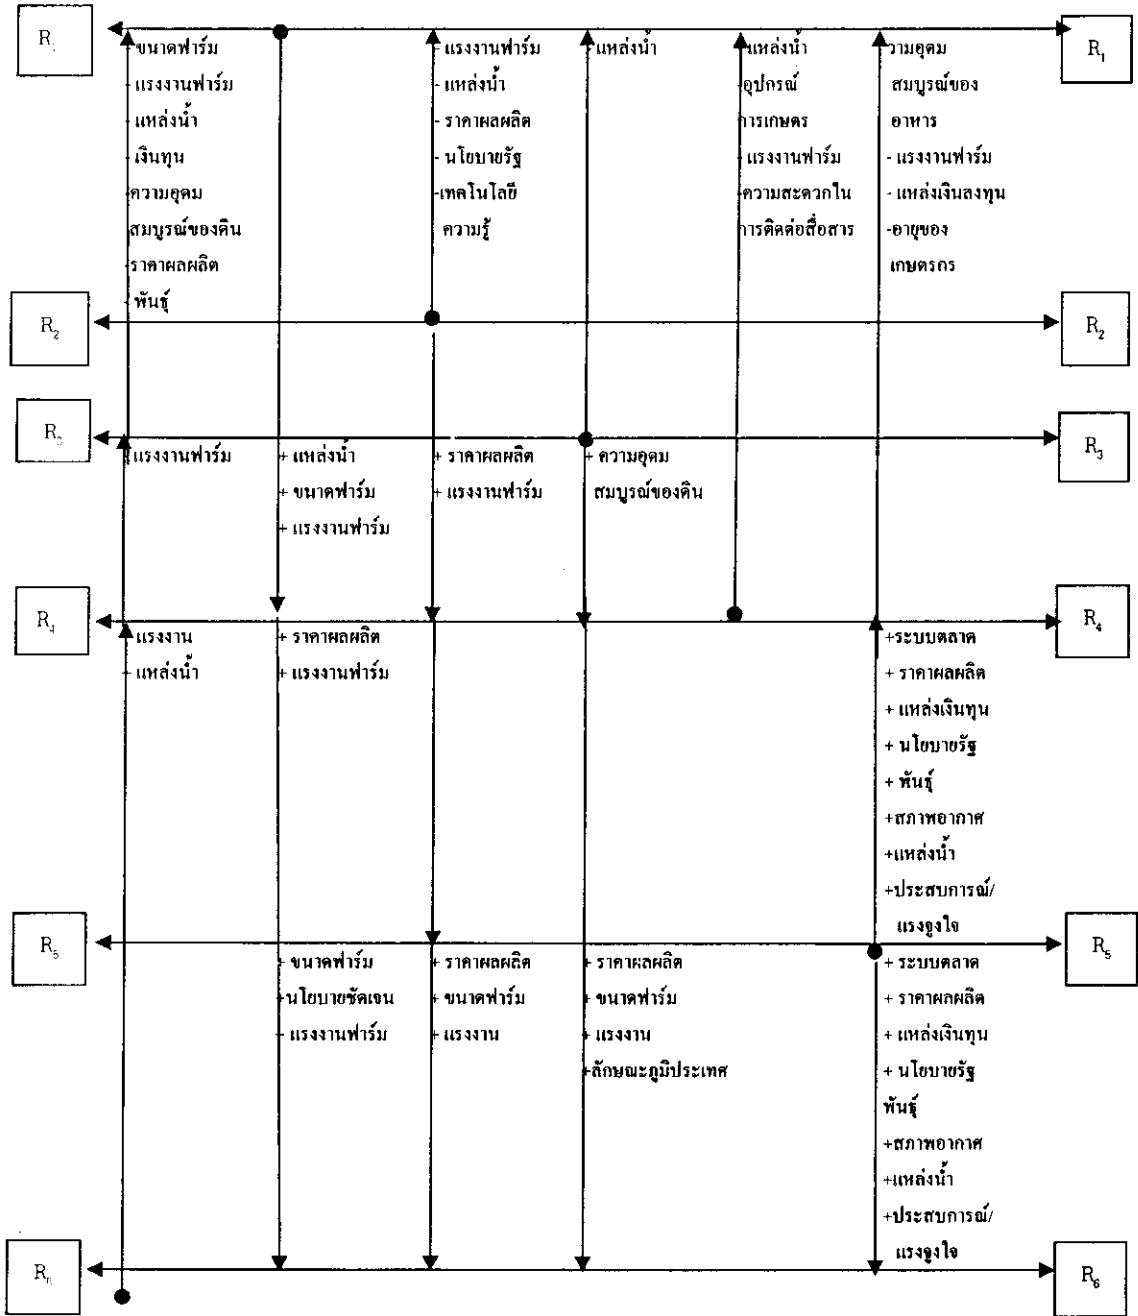 R
R₁
ขนาดฟาร์ม
- แรงงานฟาร์ม
- แหล่งน้ำ
เงินทุน
-ความอุดม
สมบูรณ์ของดิน
-ราคาผลผลิต
- พันธุ์
- แรงงานฟาร์ม
- แหล่งน้ำ
- ราคาผลผลิต
- นโยบายรัฐ
-เทคโนโลยี
ความรู้
แหล่งน้ำ
แหล่งน้ำ
-อุปกรณ์
การเกษตร
- แรงงานฟาร์ม
-ความสะดวกใน
การติดต่อสื่อสาร
วามอุดม
สมบูรณ์ของ
อาหาร
- แรงงานฟาร์ม
- แหล่งเงินลงทุน
-อายุของ
เกษตรกร
R₂
R₂
R
R₃
แรงงานฟาร์ม
+ แหล่งน้ำ
+ ขนาดฟาร์ม
+ แรงงานฟาร์ม
+ ราคาผลผลิต
+ แรงงานฟาร์ม
+ ความอุดม
สมบูรณ์ของดิน
R₄
R₄
+ แรงงาน
+ แหล่งน้ำ
+ ราคาผลผลิต
+ แรงงานฟาร์ม
+ระบบตลาด
+ ราคาผลผลิต
+ แหล่งเงินทุน
+ นโยบายรัฐ
+ พันธุ์
+สภาพอากาศ
+แหล่งน้ำ
+ประสบการณ์/
แรงจูงใจ
R₅
R₅
+ ขนาดฟาร์ม
+นโยบายชัดเจน
+ แรงงานฟาร์ม
+ ราคาผลผลิต
+ ขนาดฟาร์ม
+ แรงงาน
+ ราคาผลผลิต
+ ขนาดฟาร์ม
+ แรงงาน
+ลักษณะภูมิประเทศ
+ ระบบตลาด
+ ราคาผลผลิต
+ แหล่งเงินทุน
+ นโยบายรัฐ
พันธุ์
+สภาพอากาศ
+แหล่งน้ำ
+ประสบการณ์/
แรงจูงใจ
R₆
R₆